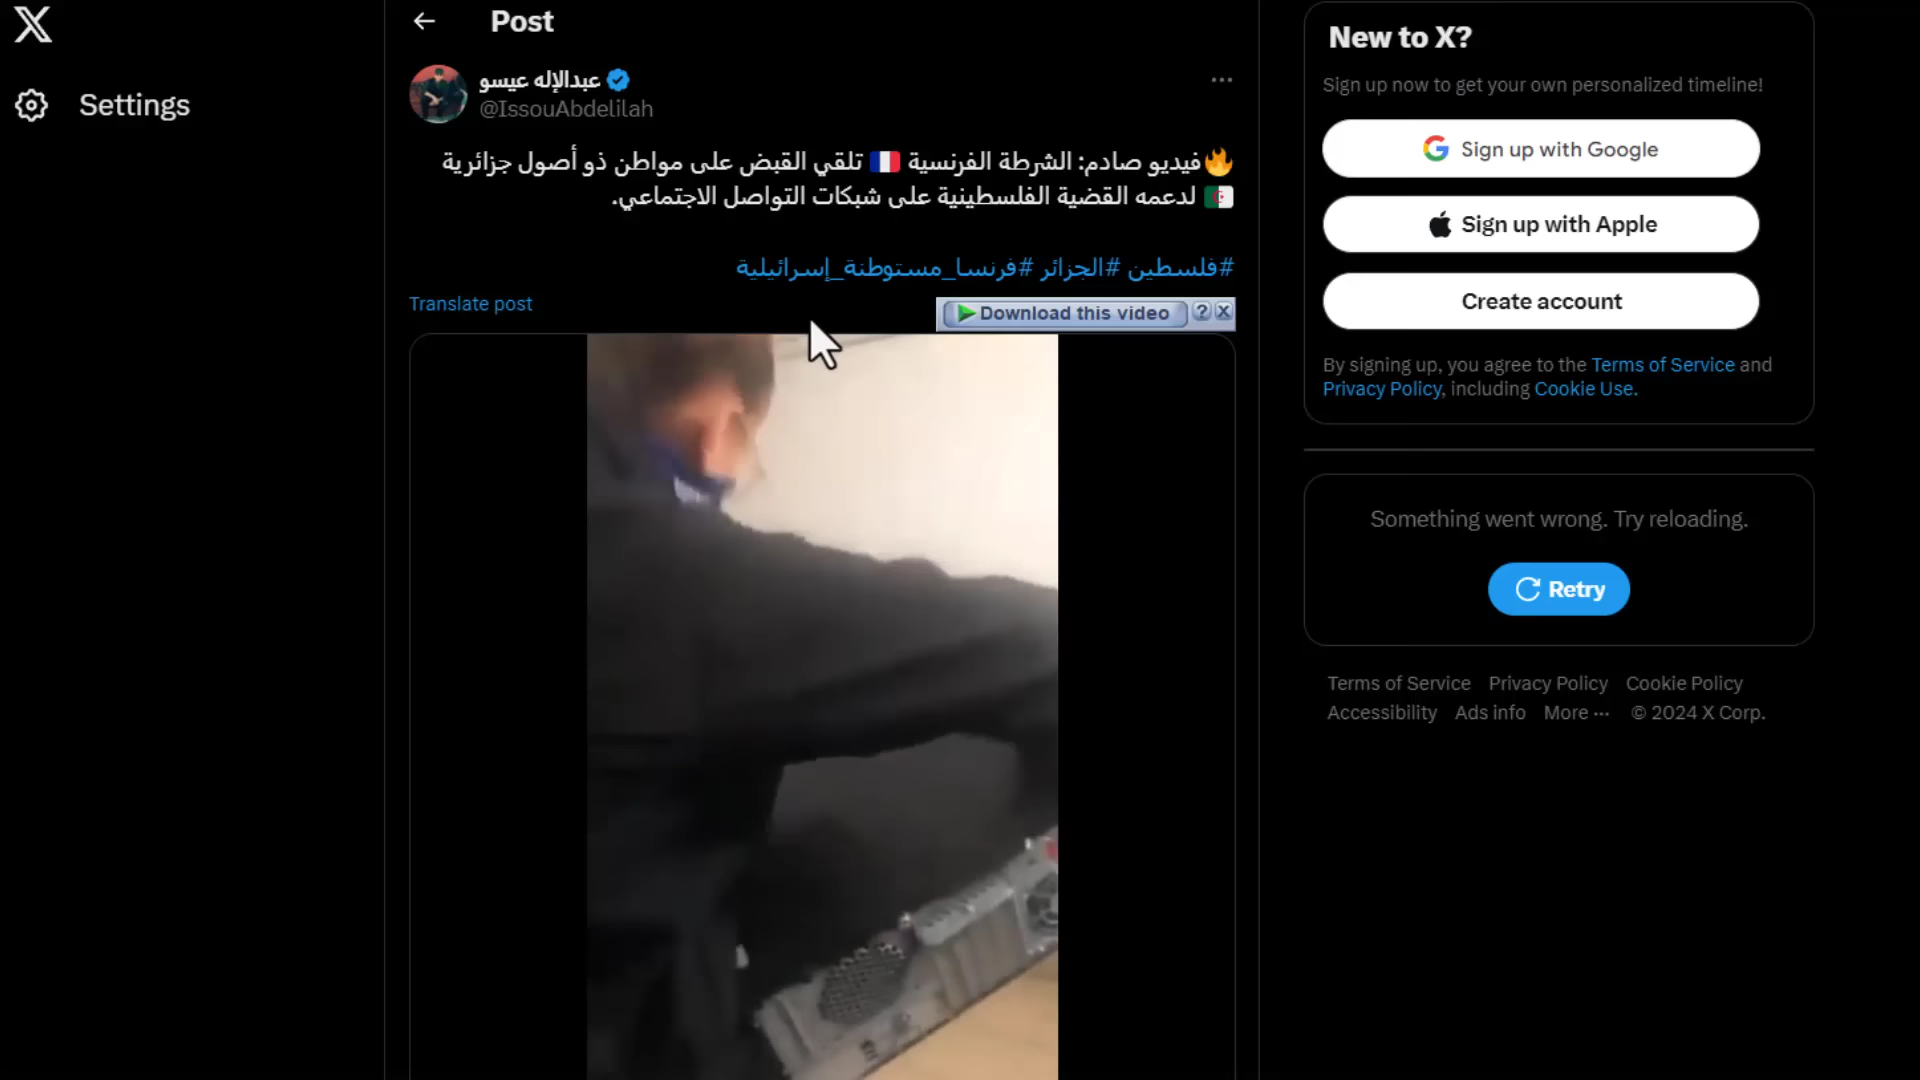 Post
New to X?
Settings
عبدالإله عيسو
@IssouAbdelilah
🔥فيديو صادم: الشرطة الفرنسية 🇫🇷 تلقي القبض على مواطن ذو أصول جزائرية
🇩🇿 لدعمه القضية الفلسطينية على شبكات التواصل الاجتماعي.
#فلسطين #الجزائر #فرنسا_مستوطنة_إسرائيلية
Translate post
Download this video
?
X
Sign up now to get your own personalized timeline!
Sign up with Google
Sign up with Apple
Create account
By signing up, you agree to the Terms of Service and
Privacy Policy, including Cookie Use.
Something went wrong. Try reloading.
Retry
Terms of Service Privacy Policy Cookie Policy
Accessibility Ads info More ··· © 2024 X Corp.